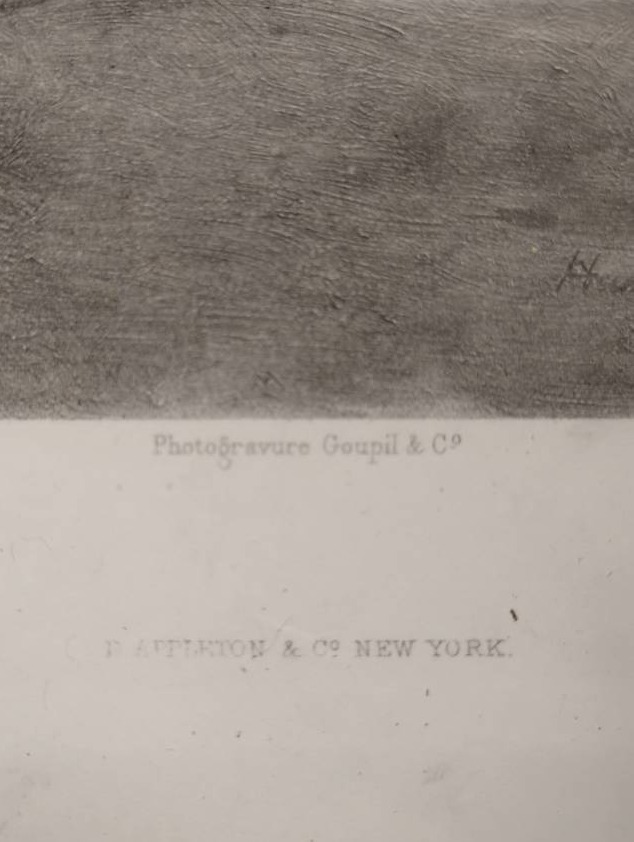 Photogravure Goupil & Cº
D. APPLETON & Cº NEW YORK.